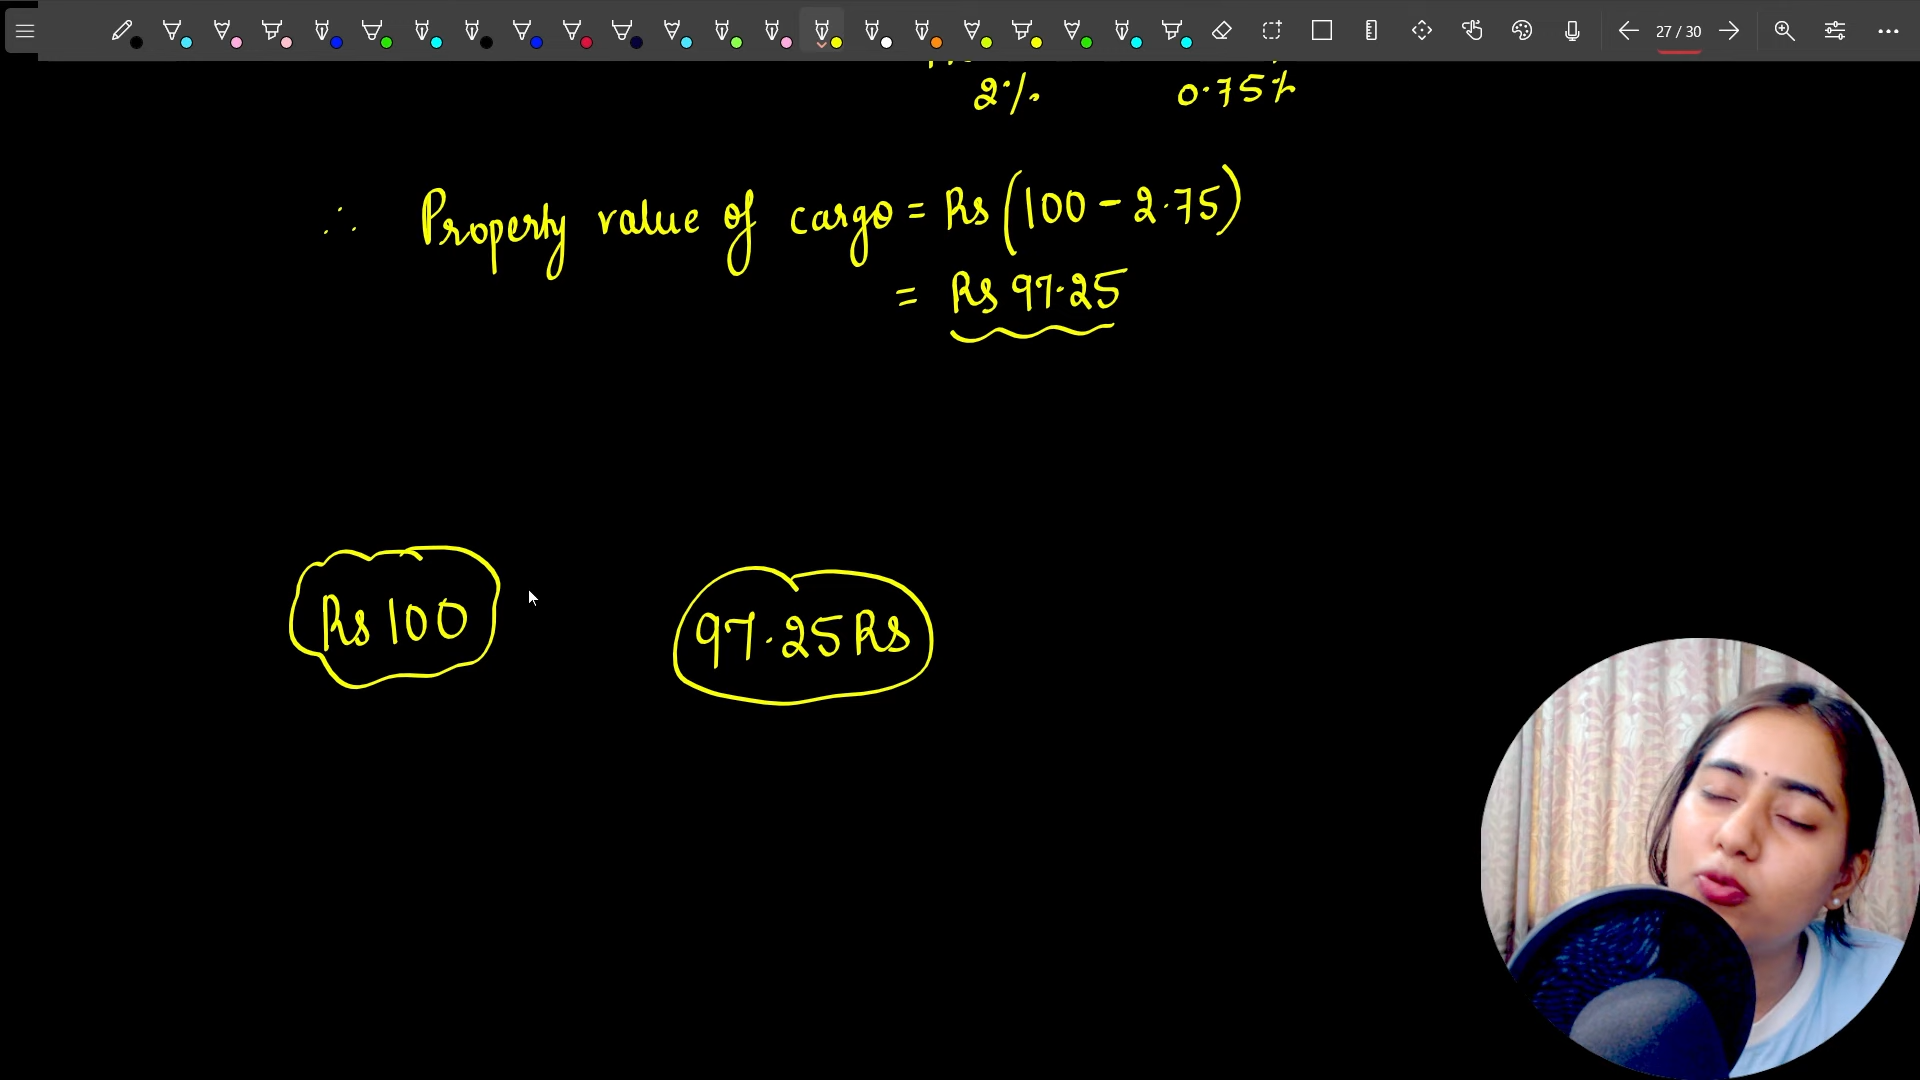 27 / 30
2% 0.75%
∴ Property value of cargo = Rs (100 - 2.75)
= Rs 97.25
Rs 100
97.25 Rs